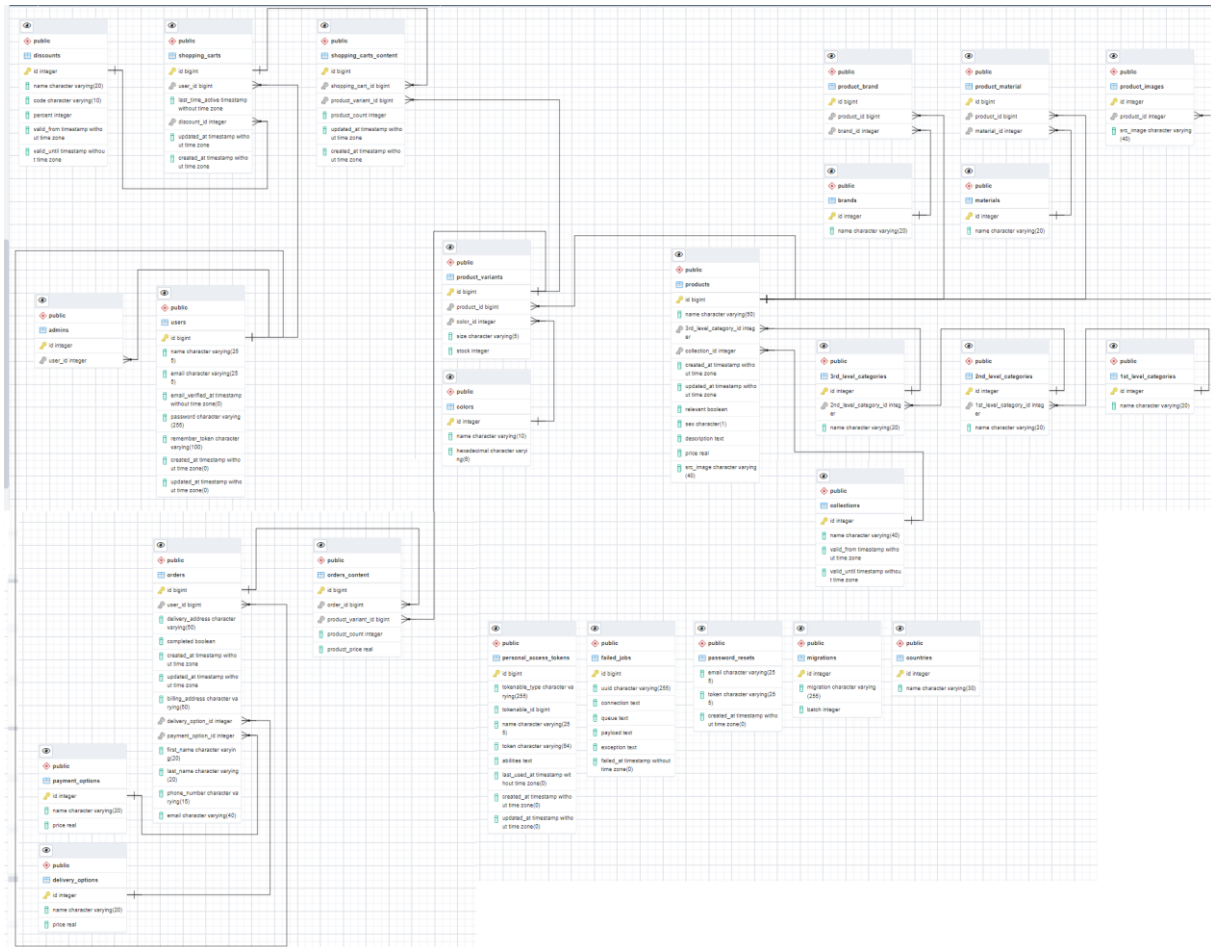 public
discounts
id integer
name character varying(20)
code character varying(10)
percent integer
valid_from timestamp witho
ut time zone
valid_until timestamp withou
t time zone
public
shopping_carts
id bigint
user_id bigint
last_time_active timestamp
without time zone
discount_id integer
updated_at timestamp witho
ut time zone
created_at timestamp witho
ut time zone
public
shopping_carts_content
id bigint
shopping_cart_id bigint
product_variant_id bigint
product_count integer
updated_at timestamp witho
ut time zone
created_at timestamp witho
ut time zone
public
product_brand
id bigint
product_id bigint
brand_id integer
public
product_material
id bigint
product_id bigint
material_id integer
public
product_images
id integer
product_id integer
src_image character varying
(40)
public
brands
id integer
name character varying(20)
public
materials
id integer
name character varying(20)
public
admins
id integer
user_id integer
public
users
id bigint
name character varying(25
5)
email character varying(25
5)
email_verified_at timestamp
without time zone(0)
password character varying
(255)
remember_token character
varying(100)
created_at timestamp witho
ut time zone(0)
updated_at timestamp witho
ut time zone(0)
public
product_variants
id bigint
product_id bigint
color_id integer
size character varying(5)
stock integer
public
colors
id integer
name character varying(10)
hexadecimal character varyi
ng(6)
public
products
id bigint
name character varying(50)
3rd_level_category_id integ
er
collection_id integer
created_at timestamp witho
ut time zone
updated_at timestamp witho
ut time zone
relevant boolean
sex character(1)
description text
price real
src_image character varying
(40)
public
3rd_level_categories
id integer
2nd_level_category_id integ
er
name character varying(20)
public
2nd_level_categories
id integer
1st_level_category_id integ
er
name character varying(20)
public
1st_level_categories
id integer
name character varying(20)
public
collections
id integer
name character varying(40)
valid_from timestamp witho
ut time zone
valid_until timestamp withou
t time zone
public
orders
id bigint
user_id bigint
delivery_address character
varying(50)
completed boolean
created_at timestamp witho
ut time zone
updated_at timestamp witho
ut time zone
billing_address character va
rying(50)
delivery_option_id integer
payment_option_id integer
first_name character varyin
g(20)
last_name character varying
(20)
phone_number character va
rying(15)
email character varying(40)
public
orders_content
id bigint
order_id bigint
product_variant_id bigint
product_count integer
product_price real
public
payment_options
id integer
name character varying(20)
price real
public
delivery_options
id integer
name character varying(20)
price real
public
personal_access_tokens
id bigint
tokenable_type character va
rying(255)
tokenable_id bigint
name character varying(25
5)
token character varying(64)
abilities text
last_used_at timestamp wit
hout time zone(0)
created_at timestamp witho
ut time zone(0)
updated_at timestamp witho
ut time zone(0)
public
failed_jobs
id bigint
uuid character varying(255)
connection text
queue text
payload text
exception text
failed_at timestamp without
time zone(0)
public
password_resets
email character varying(25
5)
token character varying(25
5)
created_at timestamp witho
ut time zone(0)
public
migrations
id integer
migration character varying
(255)
batch integer
public
countries
id integer
name character varying(30)